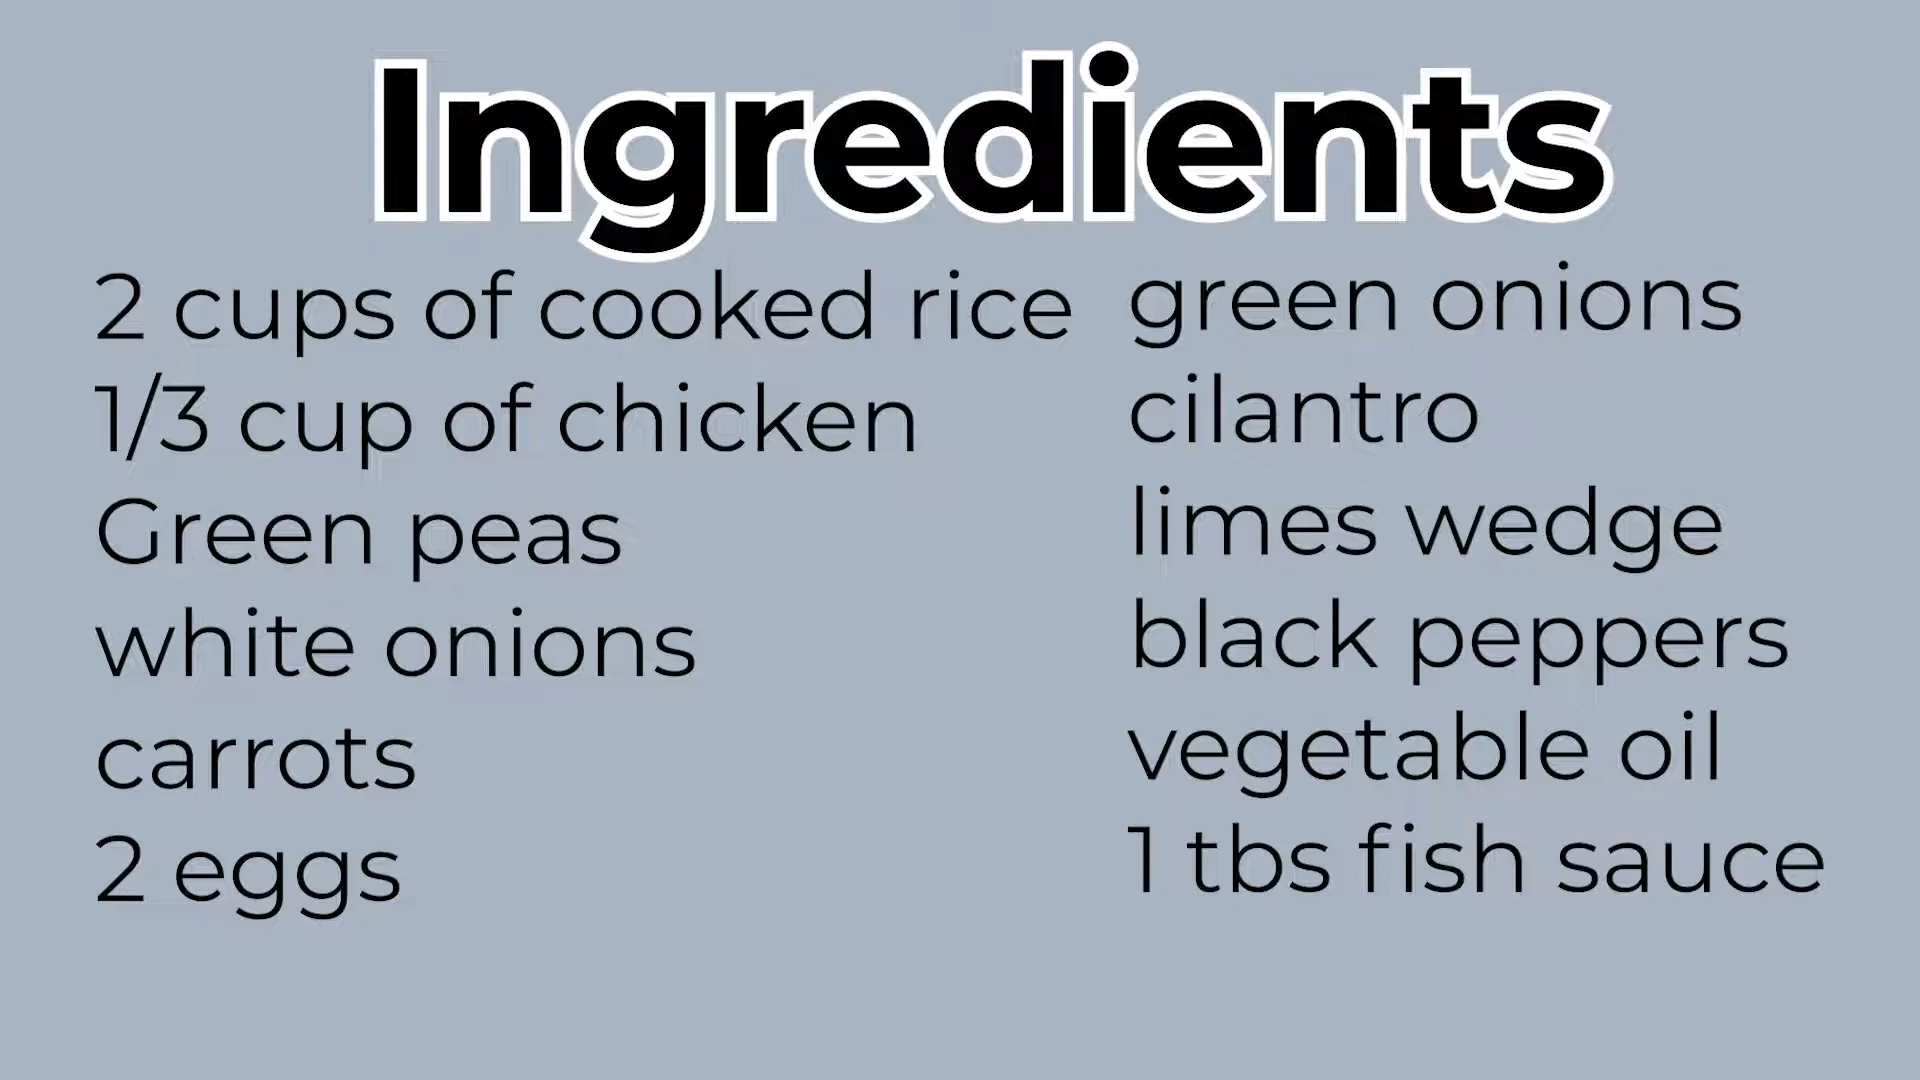 Ingredients
2 cups of cooked rice
1/3 cup of chicken
Green peas
white onions
carrots
2 eggs
green onions
cilantro
limes wedge
black peppers
vegetable oil
1 tbs fish sauce